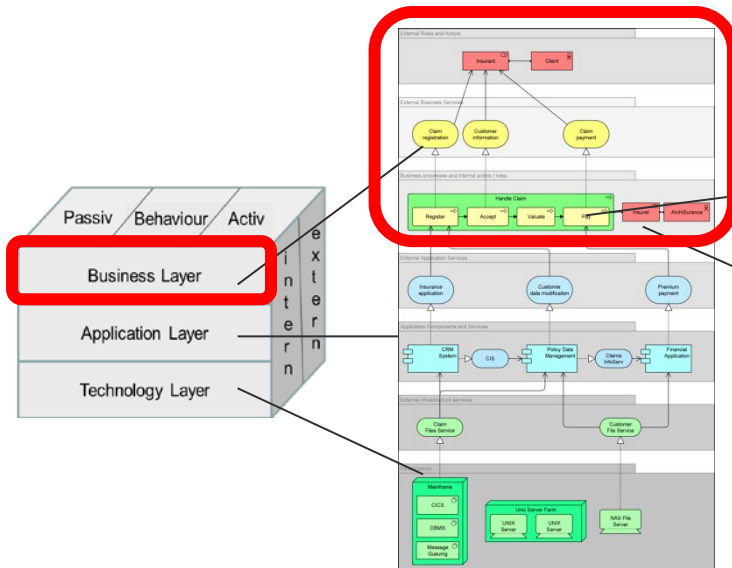 Passiv
Behaviour
Activ
Business Layer
Application Layer
Technology Layer
intern
extern
External Roles and Actors
Insurant
Client
External Business Services
Claim
registration
Customer
information
Claim
payment
Business processes and internal actors / roles
Handle Claim
Register
Accept
Valuate
Pay
Insurer
ArchiSurance
External Application Services
Insurance
application
Customer
data modification
Premium
payment
Application Components and Services
CRM
System
CIS
Policy Data
Management
Claims
InfoServ
Financial
Application
External infrastructure services
Claim
Files Service
Customer
File Service
Infrastructure
Mainframe
CICS
DBMS
Message
Queuing
Unix Server Farm
UNIX
Server
UNIX
Server
NAS File
Server